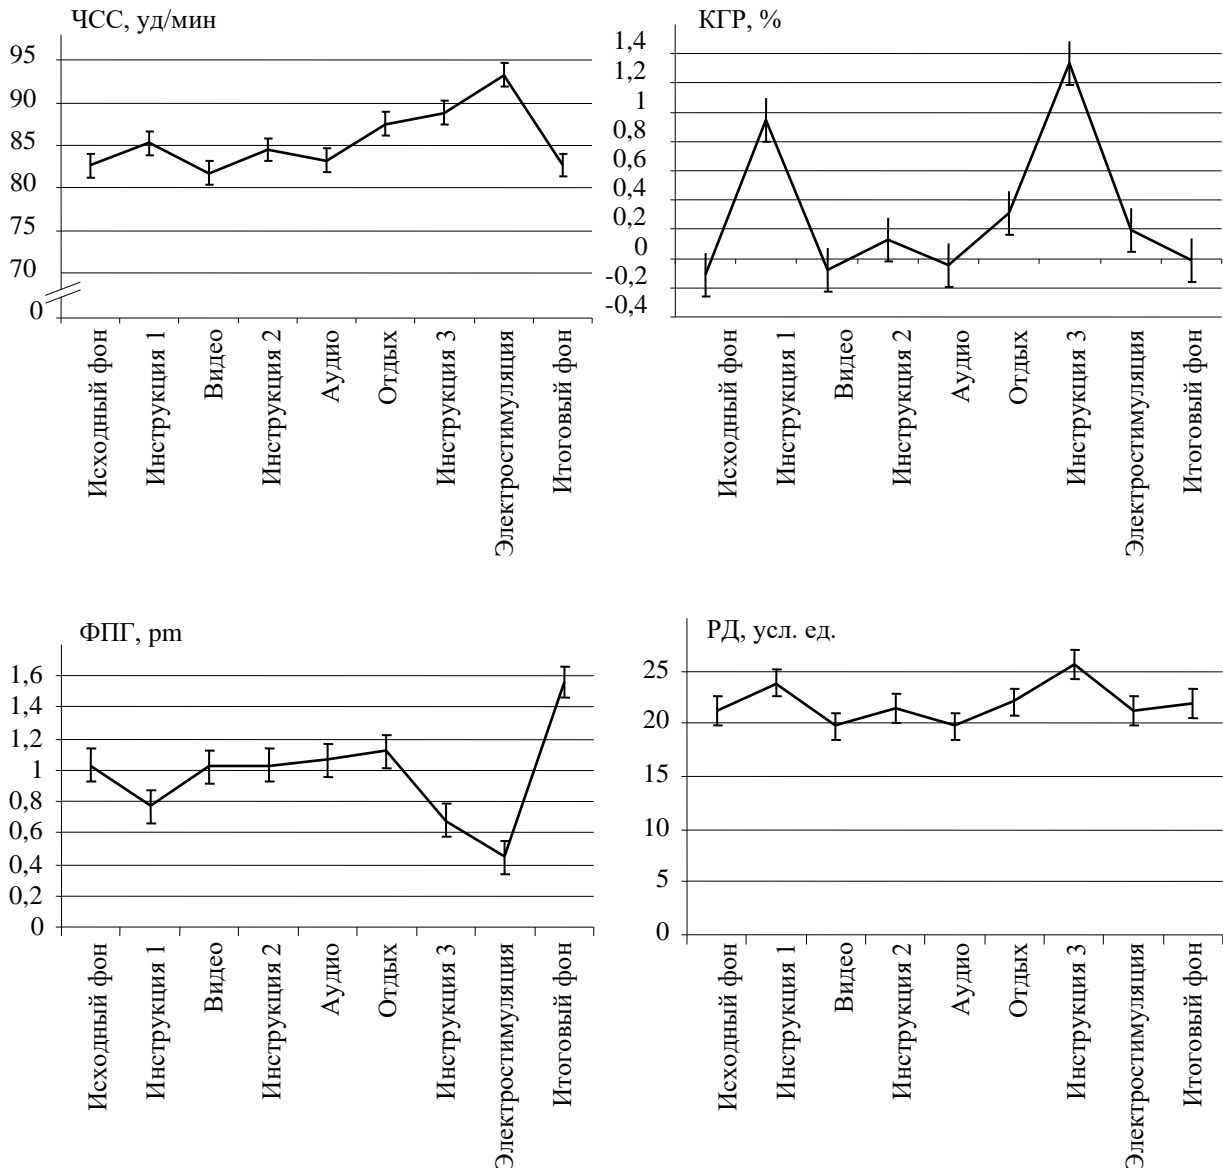 ЧСС, уд/мин
95
90
85
80
75
70
0
Исходный фон
Инструкция 1
Видео
Инструкция 2
Аудио
Отдых
Инструкция 3
Электростимуляция
Итоговый фон
КГР, %
1,4
1,2
1
0,8
0,6
0,4
0,2
0
-0,2
-0,4
Исходный фон
Инструкция 1
Видео
Инструкция 2
Аудио
Отдых
Инструкция 3
Электростимуляция
Итоговый фон
ФПГ, pm
1,6
1,4
1,2
1
0,8
0,6
0,4
0,2
0
Исходный фон
Инструкция 1
Видео
Инструкция 2
Аудио
Отдых
Инструкция 3
Электростимуляция
Итоговый фон
РД, усл. ед.
25
20
15
10
5
0
Исходный фон
Инструкция 1
Видео
Инструкция 2
Аудио
Отдых
Инструкция 3
Электростимуляция
Итоговый фон